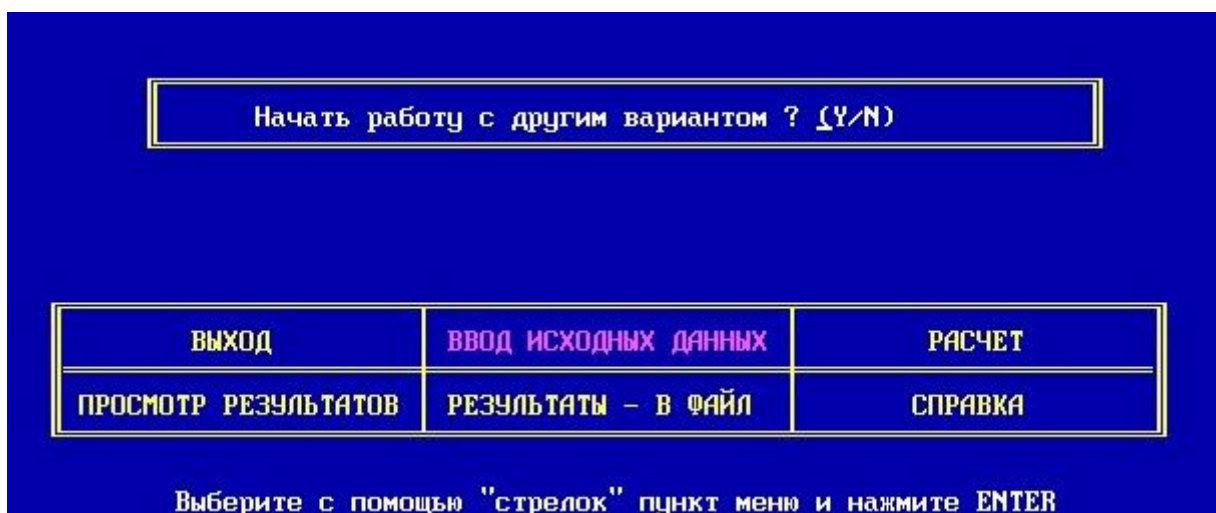 Начать работу с другим вариантом ? (Y/N)
ВЫХОД ВВОД ИСХОДНЫХ ДАННЫХ РАСЧЕТ
ПРОСМОТР РЕЗУЛЬТАТОВ РЕЗУЛЬТАТЫ - В ФАЙЛ СПРАВКА
Выберите с помощью "стрелок" пункт меню и нажмите ENTER